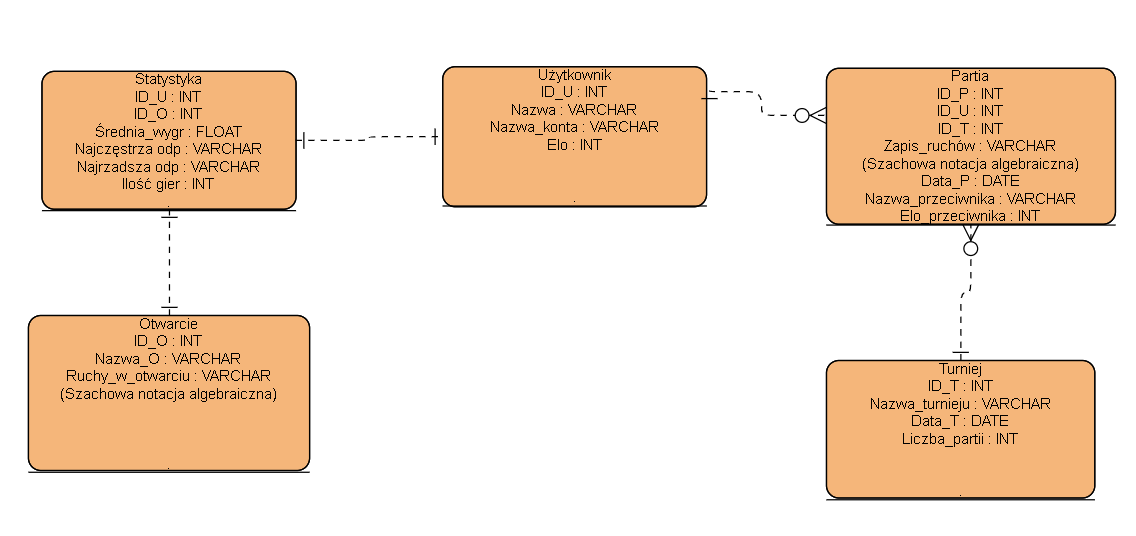 Statystyka
ID_U : INT
ID_O : INT
Średnia_wygr : FLOAT
Najczęstrza odp : VARCHAR
Najrzadsza odp : VARCHAR
Ilość gier : INT
Użytkownik
ID_U : INT
Nazwa : VARCHAR
Nazwa_konta : VARCHAR
Elo : INT
Partia
ID_P : INT
ID_U : INT
ID_T : INT
Zapis_ruchów : VARCHAR
(Szachowa notacja algebraiczna)
Data_P : DATE
Nazwa_przeciwnika : VARCHAR
Elo_przeciwnika : INT
Otwarcie
ID_O : INT
Nazwa_O : VARCHAR
Ruchy_w_otwarciu : VARCHAR
(Szachowa notacja algebraiczna)
Turniej
ID_T : INT
Nazwa_turnieju : VARCHAR
Data_T : DATE
Liczba_partii : INT